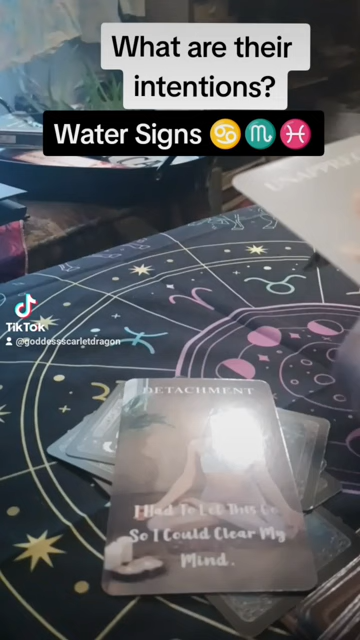 What are their
intentions?
Water Signs ♋♏♓
TikTok
@goddessscarletdragon
DETACHMENT
I Had To Let This Go
So I Could Clear My
Mind.